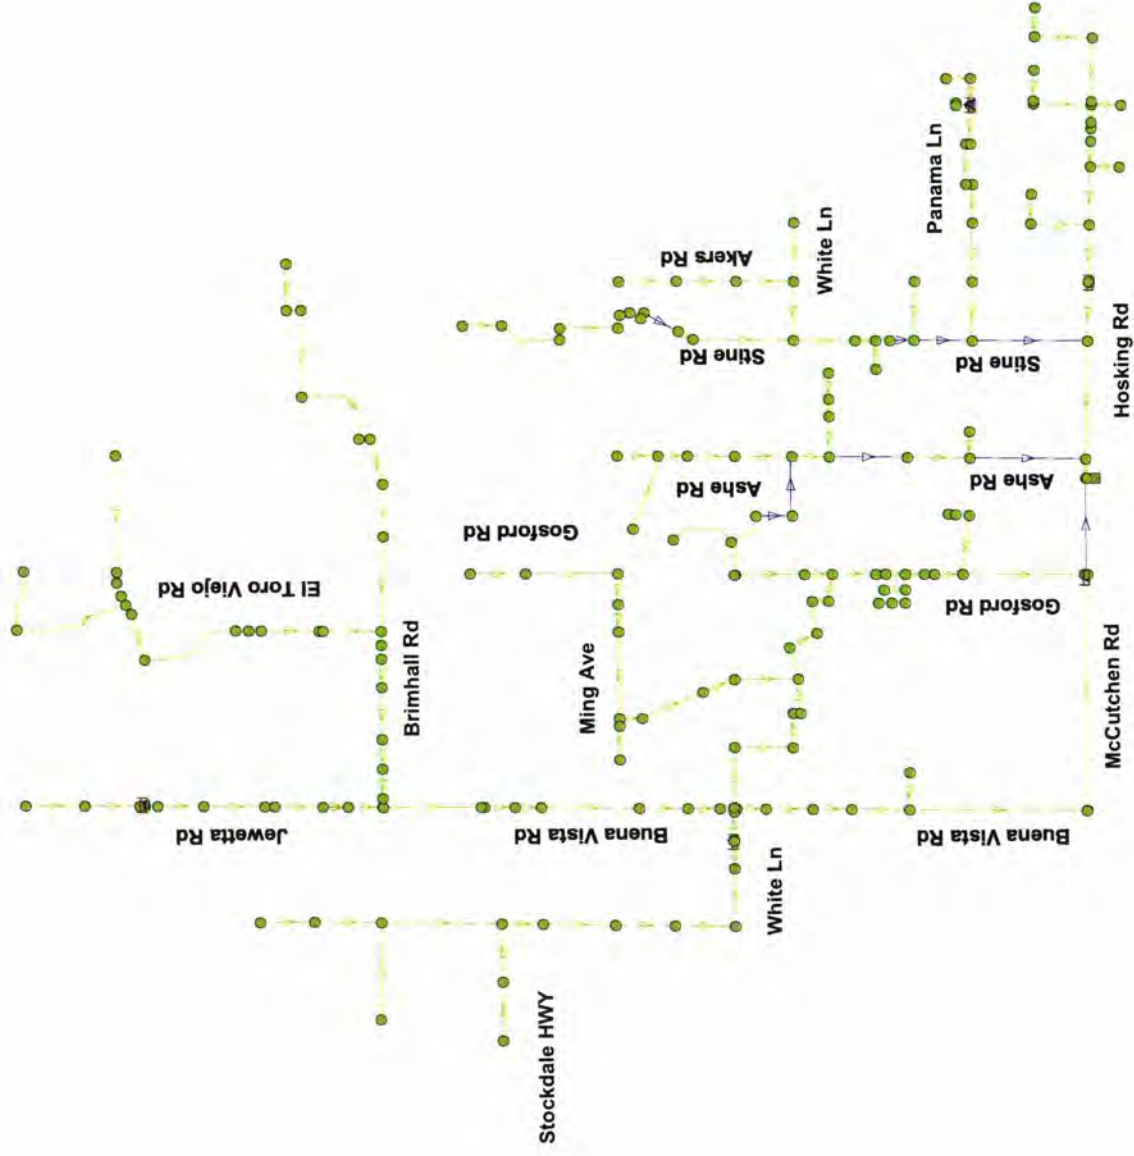 El Toro Viejo Rd
Brimhall Rd
Jewetta Rd
Gosford Rd
Ming Ave
Buena Vista Rd
Akers Rd
White Ln
Stine Rd
Ashe Rd
Panama Ln
Stine Rd
Ashe Rd
Gosford Rd
White Ln
Buena Vista Rd
Hosking Rd
McCutchen Rd
Stockdale HWY